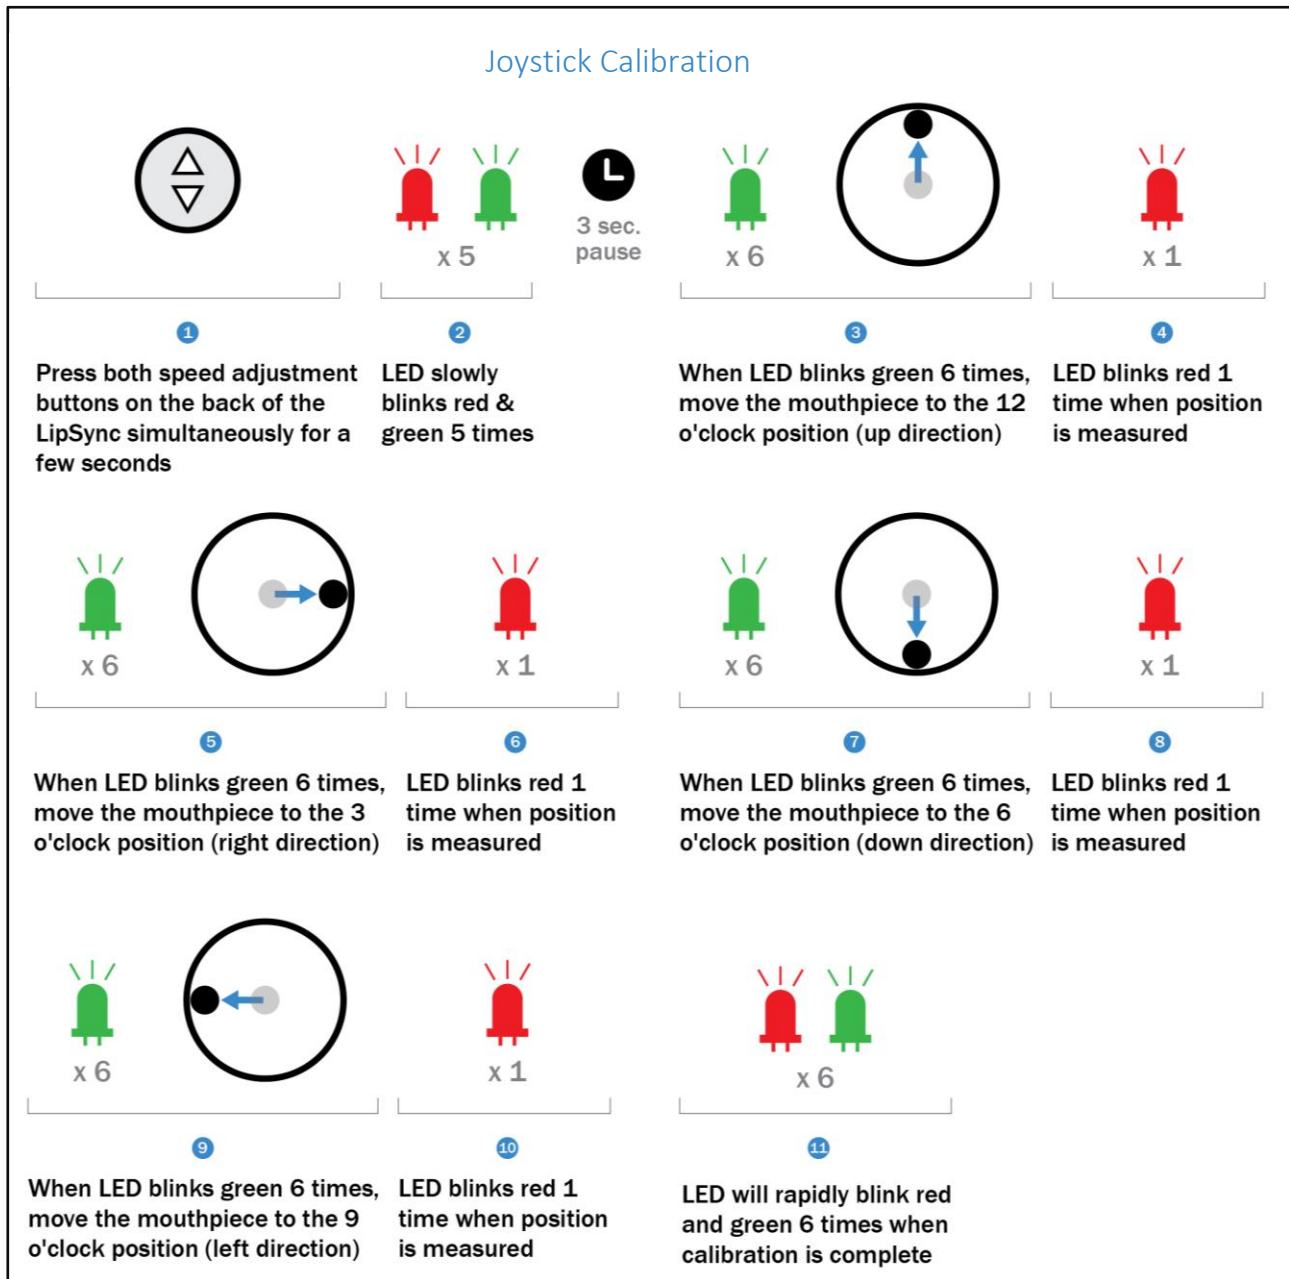 Joystick Calibration
x 5
3 sec.
pause
x 6
x 1
1
Press both speed adjustment
buttons on the back of the
LipSync simultaneously for a
few seconds
2
LED slowly
blinks red &
green 5 times
3
When LED blinks green 6 times,
move the mouthpiece to the 12
o'clock position (up direction)
4
LED blinks red 1
time when position
is measured
x 6
x 1
x 6
x 1
5
When LED blinks green 6 times,
move the mouthpiece to the 3
o'clock position (right direction)
6
LED blinks red 1
time when position
is measured
7
When LED blinks green 6 times,
move the mouthpiece to the 6
o'clock position (down direction)
8
LED blinks red 1
time when position
is measured
x 6
x 1
x 6
9
When LED blinks green 6 times,
move the mouthpiece to the 9
o'clock position (left direction)
10
LED blinks red 1
time when position
is measured
11
LED will rapidly blink red
and green 6 times when
calibration is complete